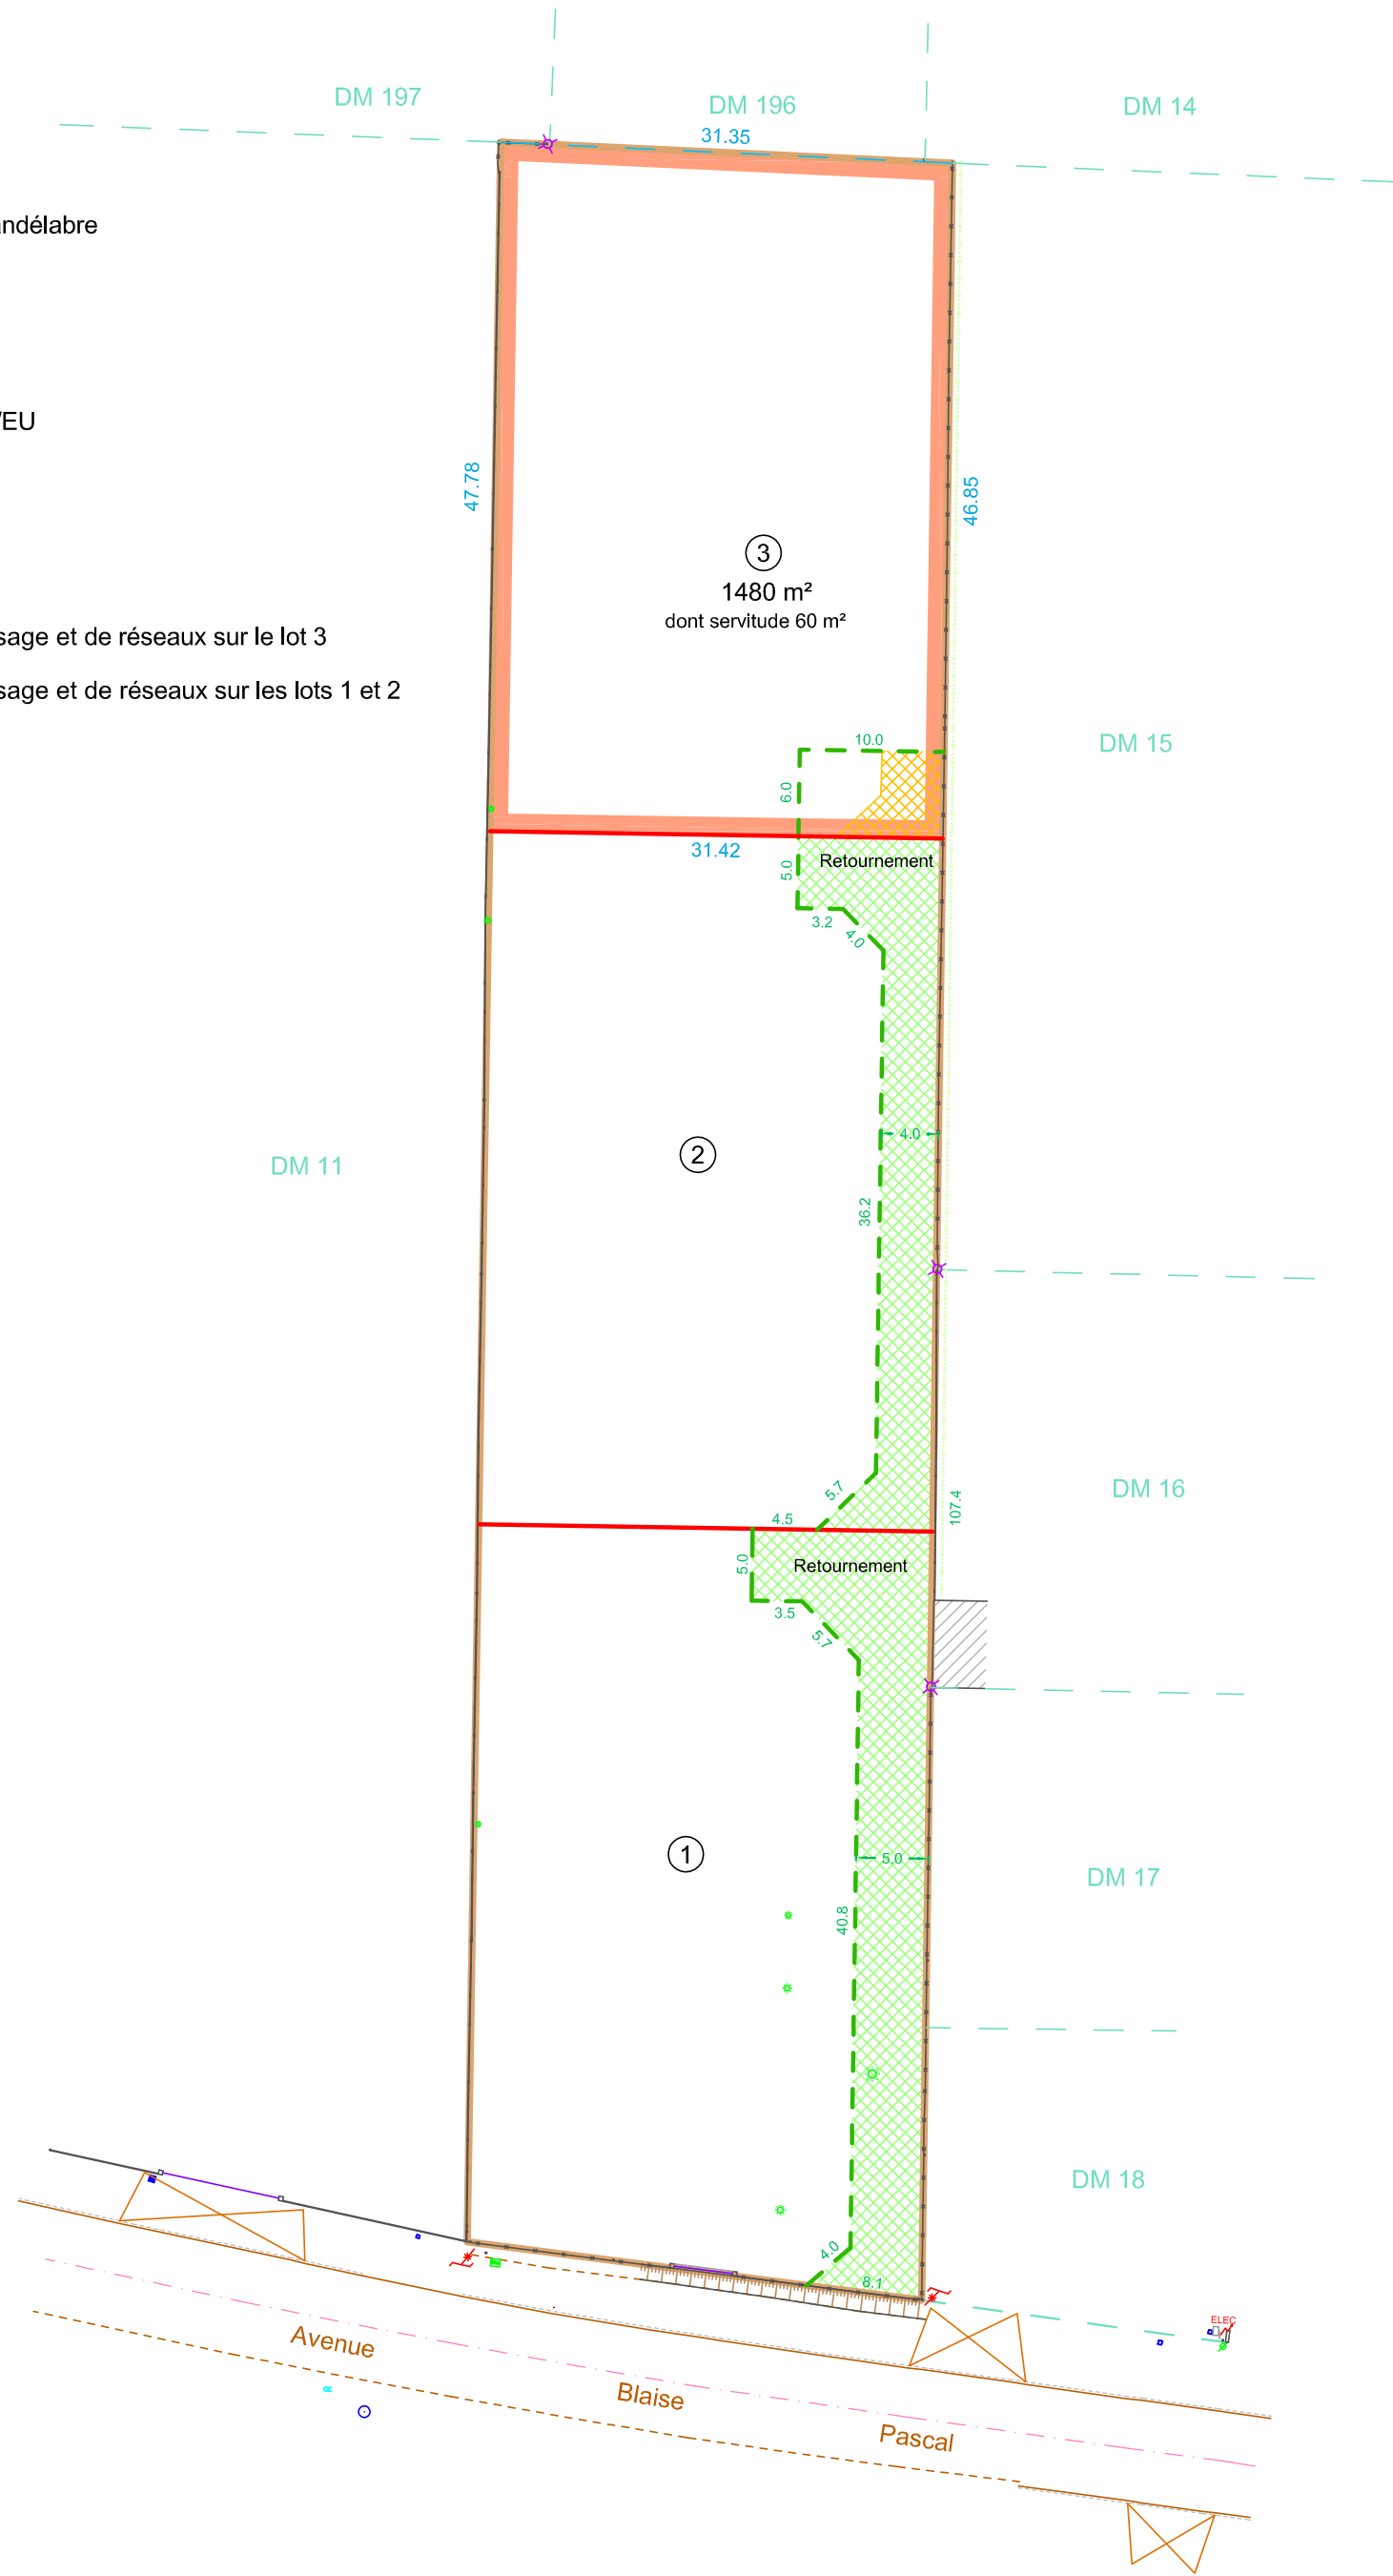 DM 197
DM 196
DM 14
31.35
andélabre
/EU
47.78
46.85
3
1480 m²
dont servitude 60 m²
sage et de réseaux sur le lot 3
sage et de réseaux sur les lots 1 et 2
10.0
DM 15
6.0
31.42
Retournement
5.0
3.2
4.0
4.0
2
DM 11
36.2
5.7
DM 16
107.4
4.5
5.0
Retournement
3.5
5.7
1
5.0
DM 17
40.8
DM 18
4.0
8.1
ELEC
Avenue
Blaise
Pascal